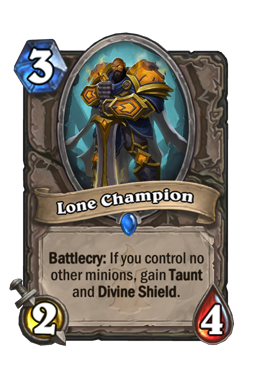 3
Lone Champion
Battlecry: If you control
no other minions, gain Taunt
and Divine Shield.
2
4